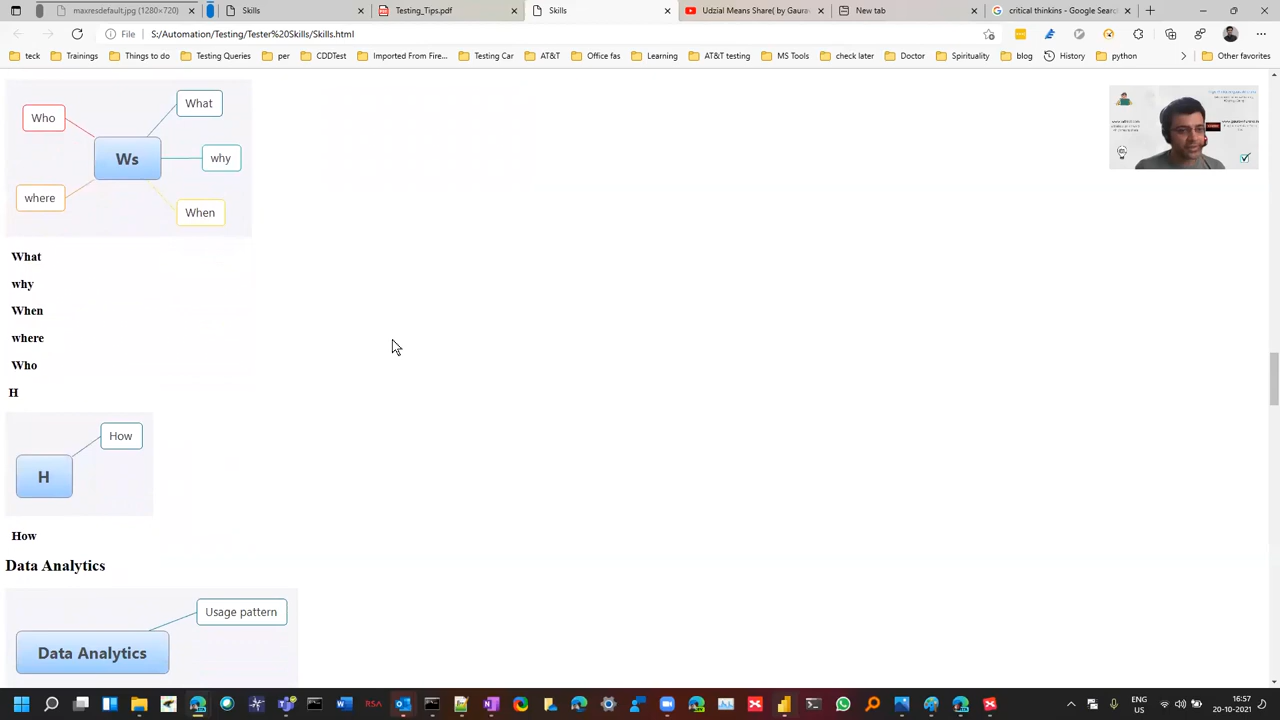 maxresdefault.jpg (1280×720)
Skills
Testing_Tips.pdf
Skills
Udzial Means Share( by Gaurav
New tab
critical thinkins - Google Search
File
S:/Automation/Testing/Tester%20Skills/Skills.html
teck
Trainings
Things to do
Testing Queries
per
CDDTest
Imported From Fire...
Testing Car
AT&T
Office fas
Learning
AT&T testing
MS Tools
check later
Doctor
Spirituality
blog
History
python
Other favorites
What
Who
Ws
why
where
When
What
why
When
where
Who
H
How
H
How
Data Analytics
Usage pattern
Data Analytics
RSA
ENG
US
16:57
20-10-2021